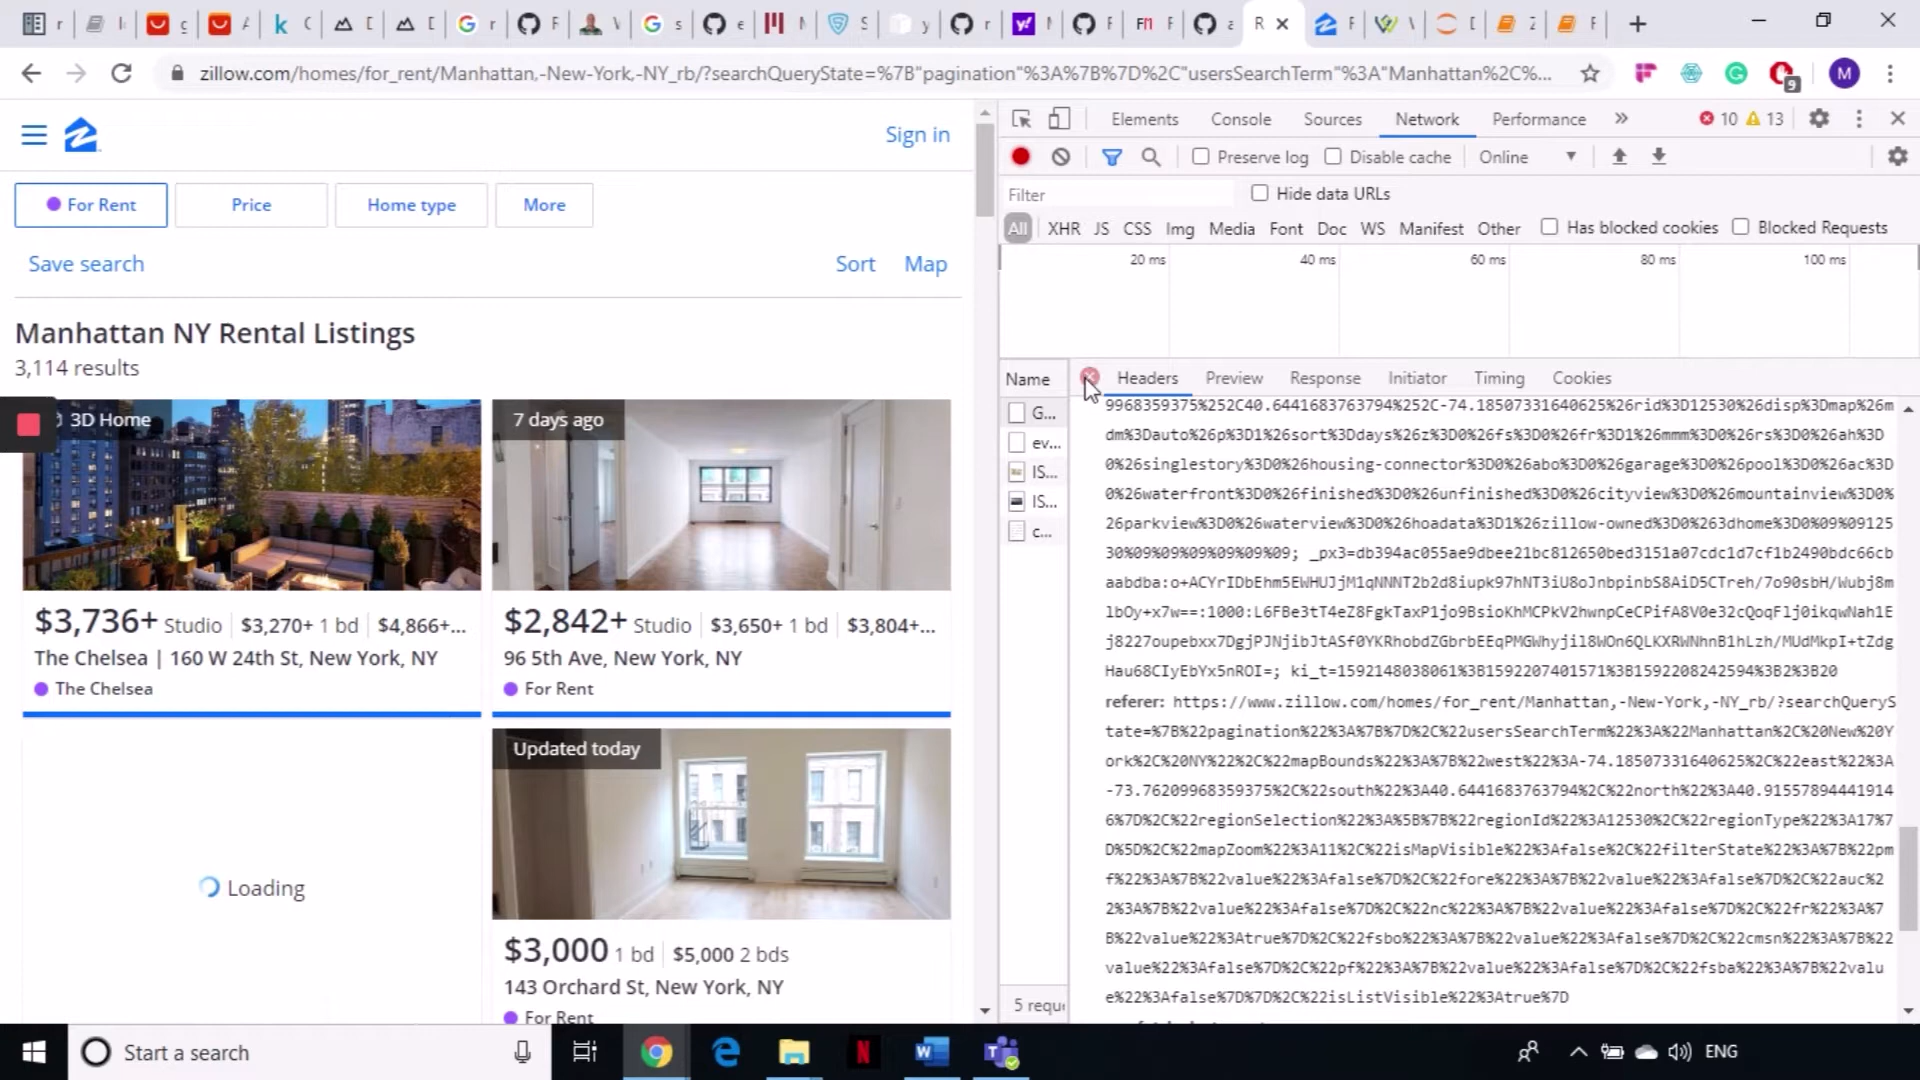 zillow.com/homes/for_rent/Manhattan,-New-York,-NY_rb/?searchQueryState=%7B"pagination"%3A%7B%7D%2C"usersSearchTerm"%3A"Manhattan%2C%...
9
M
Sign in
For Rent
Price
Home type
More
Save search
Sort
Map
Manhattan NY Rental Listings
3,114 results
3D Home
7 days ago
$3,736+ Studio $3,270+ 1 bd $4,866+...
The Chelsea | 160 W 24th St, New York, NY
The Chelsea
$2,842+ Studio $3,650+ 1 bd $3,804+...
96 5th Ave, New York, NY
For Rent
Loading
Updated today
$3,000 1 bd $5,000 2 bds
143 Orchard St, New York, NY
For Rent
Elements Console Sources Network Performance 10 13
Preserve log Disable cache Online
Filter Hide data URLs
All XHR JS CSS Img Media Font Doc WS Manifest Other Has blocked cookies Blocked Requests
20 ms 40 ms 60 ms 80 ms 100 ms
Name Headers Preview Response Initiator Timing Cookies
G...
ev...
IS...
IS...
c...
5 requ
9968359375%252C40.6441683763794%252C-74.18507331640625%26rid%3D12530%26disp%3Dmap%26m
dm%3Dauto%26p%3D1%26sort%3Ddays%26z%3D0%26fs%3D0%26fr%3D1%26mmm%3D0%26rs%3D0%26ah%3D
0%26singlestory%3D0%26housing-connector%3D0%26abo%3D0%26garage%3D0%26pool%3D0%26ac%3D
0%26waterfront%3D0%26finished%3D0%26unfinished%3D0%26cityview%3D0%26mountainview%3D0%
26parkview%3D0%26waterview%3D0%26hoadata%3D1%26zillow-owned%3D0%263dhome%3D0%09%09125
30%09%09%09%09%09%09; _px3=db394ac055ae9dbee21bc812650bed3151a07cdc1d7cf1b2490bdc66cb
aabdba:o+ACYrIDbEhm5EWHUJjM1qNNNT2b2d8iupk97hNT3iU8oJnbpinbS8AiD5CTreh/7o90sbH/Wubj8m
lbOy+x7w==:1000:L6FBe3tT4eZ8FgkTaxP1jo9BsioKhMCPkV2hwnpCeCPifA8V0e32cQoqFlj0ikqwNah1E
j8227oupebxx7DgjPJNjibJtASf0YKRhobdZGbrbEEqPMGWhyjil8WOn6QLKXRWNhnB1hLzh/MUdMkpI+tZdg
Hau68CIyEbYx5nROI=; ki_t=1592148038061%3B1592207401571%3B1592208242594%3B2%3B20
referer: https://www.zillow.com/homes/for_rent/Manhattan,-New-York,-NY_rb/?searchQueryS
tate=%7B%22pagination%22%3A%7B%7D%2C%22usersSearchTerm%22%3A%22Manhattan%2C%20New%20Y
ork%2C%20NY%22%2C%22mapBounds%22%3A%7B%22west%22%3A-74.18507331640625%2C%22east%22%3A
-73.76209968359375%2C%22south%22%3A40.6441683763794%2C%22north%22%3A40.91557894441914
6%7D%2C%22regionSelection%22%3A%5B%7B%22regionId%22%3A12530%2C%22regionType%22%3A17%7
D%5D%2C%22mapZoom%22%3A11%2C%22isMapVisible%22%3Afalse%2C%22filterState%22%3A%7B%22pm
f%22%3A%7B%22value%22%3Afalse%7D%2C%22fore%22%3A%7B%22value%22%3Afalse%7D%2C%22auc%2
2%3A%7B%22value%22%3Afalse%7D%2C%22nc%22%3A%7B%22value%22%3Afalse%7D%2C%22fr%22%3A%7
B%22value%22%3Atrue%7D%2C%22fsbo%22%3A%7B%22value%22%3Afalse%7D%2C%22cmsn%22%3A%7B%22
value%22%3Afalse%7D%2C%22pf%22%3A%7B%22value%22%3Afalse%7D%2C%22fsba%22%3A%7B%22valu
e%22%3Afalse%7D%7D%2C%22isListVisible%22%3Atrue%7D
Start a search
ENG